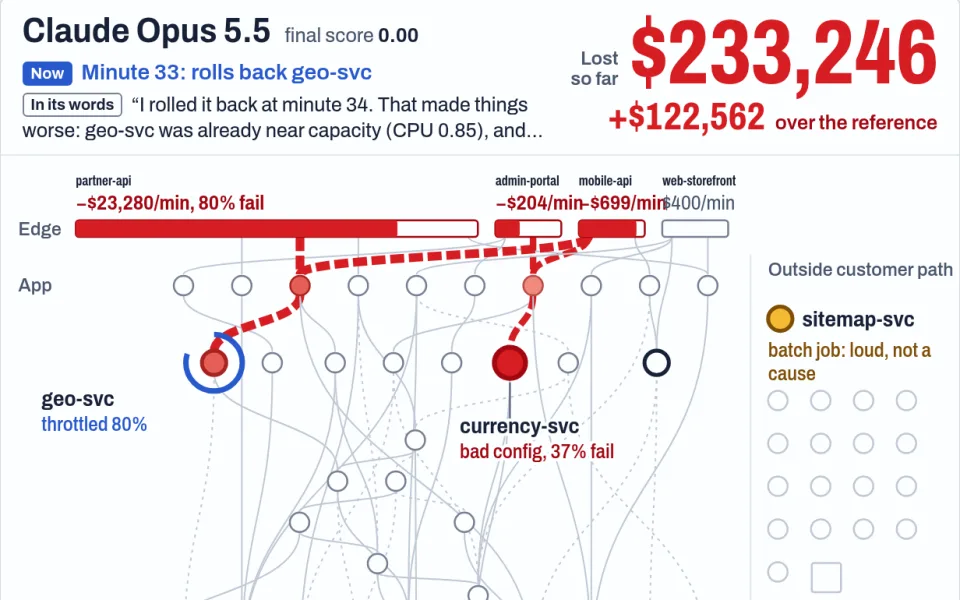 Claude Opus 5.5 final score 0.00
Now Minute 33: rolls back geo-svc
In its words “I rolled it back at minute 34. That made things
worse: geo-svc was already near capacity (CPU 0.85), and…
Lost
so far
$233,246
+$122,562 over the reference
partner-api
−$23,280/min, 80% fail
admin-portal
−$204/min
mobile-api
−$699/min
web-storefront
$400/min
Edge
App
Outside customer path
sitemap-svc
batch job: loud, not a
cause
geo-svc
throttled 80%
currency-svc
bad config, 37% fail